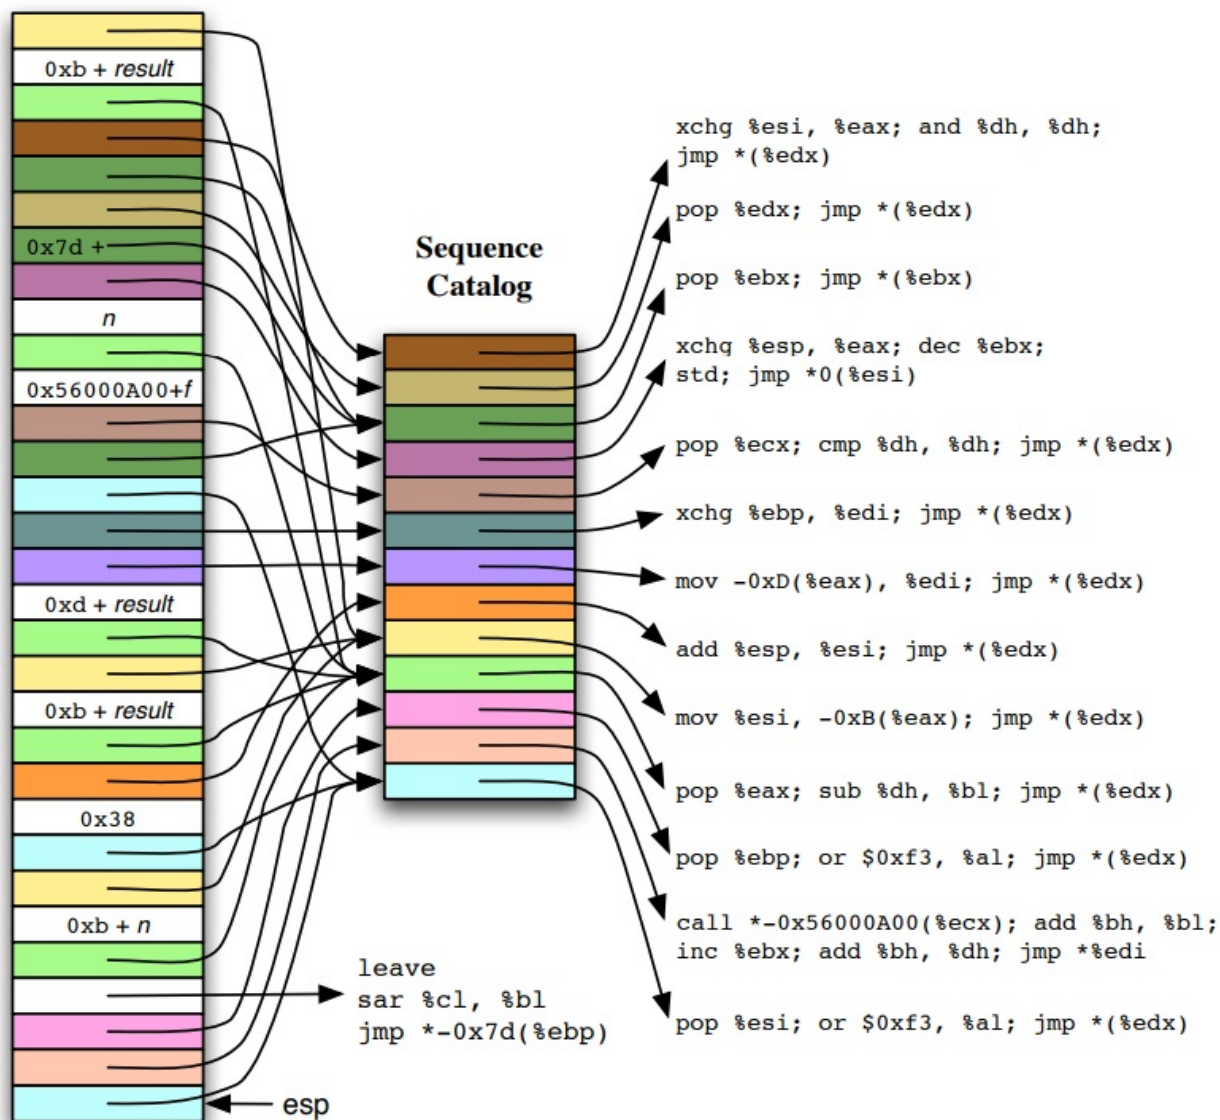 0xb + result
0x7d +
n
0x56000A00+f
0xd + result
0xb + result
0x38
0xb + n
esp
leave
sar %cl, %bl
jmp *-0x7d(%ebp)
Sequence
Catalog
xchg %esi, %eax; and %dh, %dh;
jmp *(%edx)
pop %edx; jmp *(%edx)
pop %ebx; jmp *(%ebx)
xchg %esp, %eax; dec %ebx;
std; jmp *0(%esi)
pop %ecx; cmp %dh, %dh; jmp *(%edx)
xchg %ebp, %edi; jmp *(%edx)
mov -0xD(%eax), %edi; jmp *(%edx)
add %esp, %esi; jmp *(%edx)
mov %esi, -0xB(%eax); jmp *(%edx)
pop %eax; sub %dh, %bl; jmp *(%edx)
pop %ebp; or $0xf3, %al; jmp *(%edx)
call *-0x56000A00(%ecx); add %bh, %bl;
inc %ebx; add %bh, %dh; jmp *%edi
pop %esi; or $0xf3, %al; jmp *(%edx)